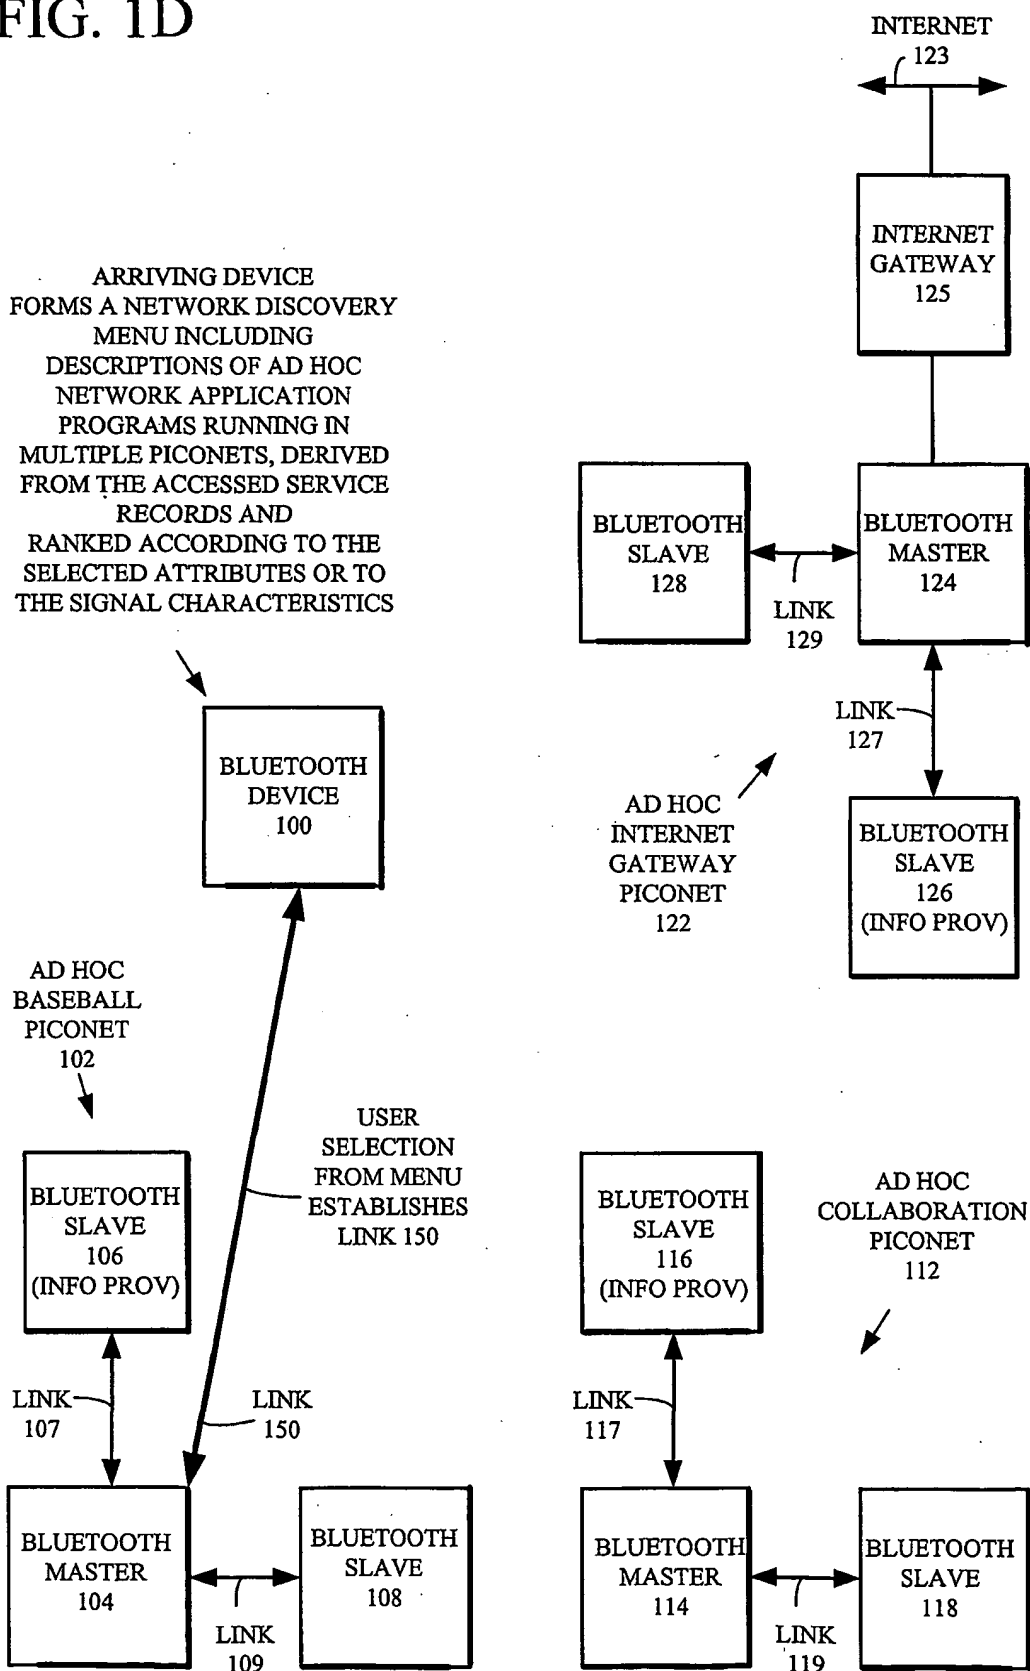 FIG. 1D
INTERNET
123
INTERNET
GATEWAY
125
ARRIVING DEVICE
FORMS A NETWORK DISCOVERY
MENU INCLUDING
DESCRIPTIONS OF AD HOC
NETWORK APPLICATION
PROGRAMS RUNNING IN
MULTIPLE PICONETS, DERIVED
FROM THE ACCESSED SERVICE
RECORDS AND
RANKED ACCORDING TO THE
SELECTED ATTRIBUTES OR TO
THE SIGNAL CHARACTERISTICS
BLUETOOTH
SLAVE
128
LINK
129
BLUETOOTH
MASTER
124
LINK
127
BLUETOOTH
DEVICE
100
AD HOC
INTERNET
GATEWAY
PICONET
122
BLUETOOTH
SLAVE
126
(INFO PROV)
AD HOC
BASEBALL
PICONET
102
USER
SELECTION
FROM MENU
ESTABLISHES
LINK 150
BLUETOOTH
SLAVE
106
(INFO PROV)
BLUETOOTH
SLAVE
116
(INFO PROV)
AD HOC
COLLABORATION
PICONET
112
LINK
107
LINK
150
LINK
117
BLUETOOTH
MASTER
104
LINK
109
BLUETOOTH
SLAVE
108
BLUETOOTH
MASTER
114
LINK
119
BLUETOOTH
SLAVE
118